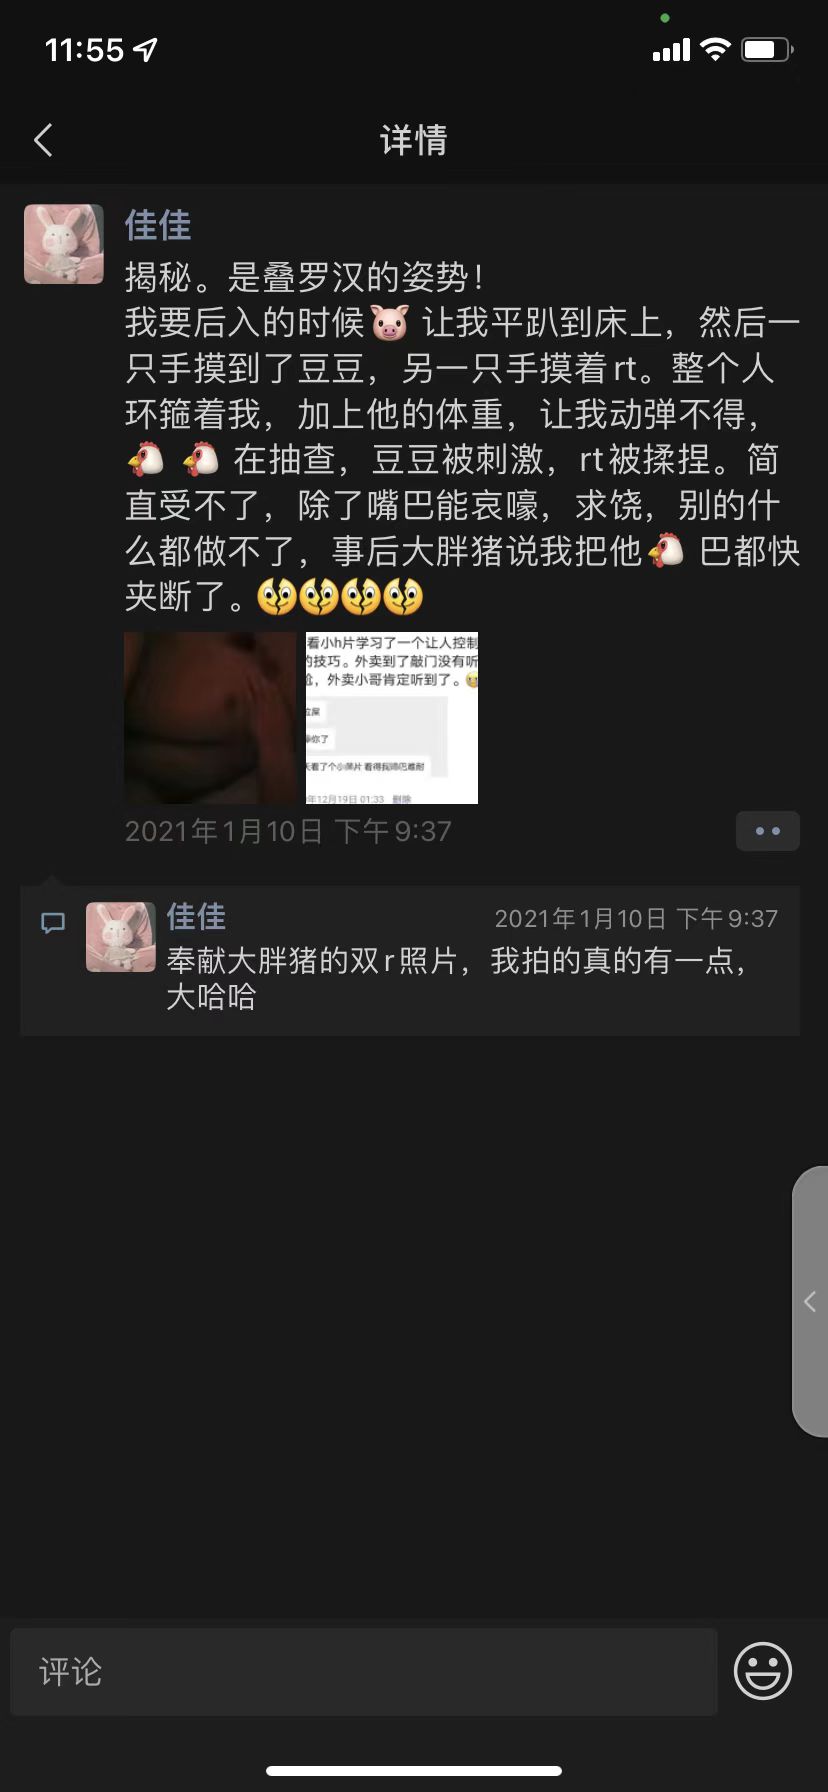 11:55
详情
佳佳
揭秘。是叠罗汉的姿势！
我要后入的时候🐷 让我平趴到床上，然后一
只手摸到了豆豆，另一只手摸着rt。整个人
环箍着我，加上他的体重，让我动弹不得，
🐔 🐔 在抽查，豆豆被刺激，rt被揉捏。简
直受不了，除了嘴巴能哀嚎，求饶，别的什
么都做不了，事后大胖猪说我把他🐔 巴都快
夹断了。
看小h片学习了一个让人控制
的技巧。外卖到了敲门没有听
外卖小哥肯定听到了。
你了
看了个小黄片 看得我
年12月19日 01:33 删除
2021年1月10日 下午9:37
佳佳
2021年1月10日 下午9:37
奉献大胖猪的双r照片，我拍的真的有一点，
大哈哈
评论